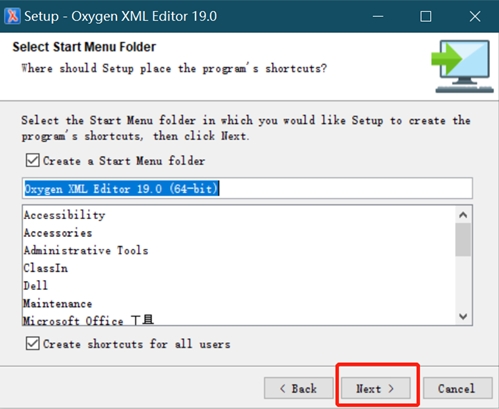 Setup - Oxygen XML Editor 19.0
Select Start Menu Folder
Where should Setup place the program's shortcuts?
Select the Start Menu folder in which you would like Setup to create the
program's shortcuts, then click Next.
Create a Start Menu folder
Oxygen XML Editor 19.0 (64-bit)
Accessibility
Accessories
Administrative Tools
ClassIn
Dell
Maintenance
Microsoft Office 工具
Create shortcuts for all users
< Back
Next >
Cancel